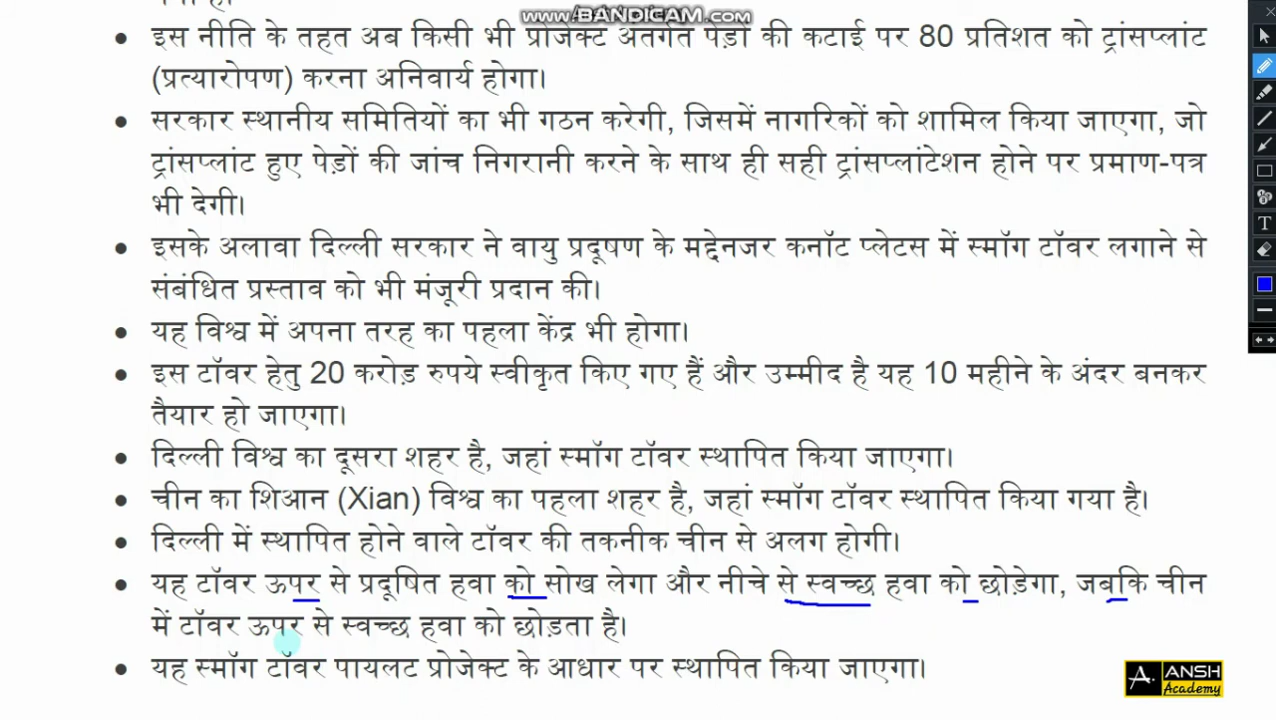 www.BANDICAM.com
• इस नीति के तहत अब किसी भी प्रोजेक्ट अंतर्गत पेड़ों की कटाई पर 80 प्रतिशत को ट्रांसप्लांट
(प्रत्यारोपण) करना अनिवार्य होगा।
• सरकार स्थानीय समितियों का भी गठन करेगी, जिसमें नागरिकों को शामिल किया जाएगा, जो
ट्रांसप्लांट हुए पेड़ों की जांच निगरानी करने के साथ ही सही ट्रांसप्लांटेशन होने पर प्रमाण-पत्र
भी देगी।
• इसके अलावा दिल्ली सरकार ने वायु प्रदूषण के मद्देनजर कनॉट प्लेटस में स्मॉग टॉवर लगाने से
संबंधित प्रस्ताव को भी मंजूरी प्रदान की।
• यह विश्व में अपना तरह का पहला केंद्र भी होगा।
• इस टॉवर हेतु 20 करोड़ रुपये स्वीकृत किए गए हैं और उम्मीद है यह 10 महीने के अंदर बनकर
तैयार हो जाएगा।
• दिल्ली विश्व का दूसरा शहर है, जहां स्मॉग टॉवर स्थापित किया जाएगा।
• चीन का शिआन (Xian) विश्व का पहला शहर है, जहां स्मॉग टॉवर स्थापित किया गया है।
• दिल्ली में स्थापित होने वाले टॉवर की तकनीक चीन से अलग होगी।
• यह टॉवर ऊपर से प्रदूषित हवा को सोख लेगा और नीचे से स्वच्छ हवा को छोड़ेगा, जबकि चीन
में टॉवर ऊपर से स्वच्छ हवा को छोड़ता है।
• यह स्मॉग टॉवर पायलट प्रोजेक्ट के आधार पर स्थापित किया जाएगा।
A. ANSH
Academy